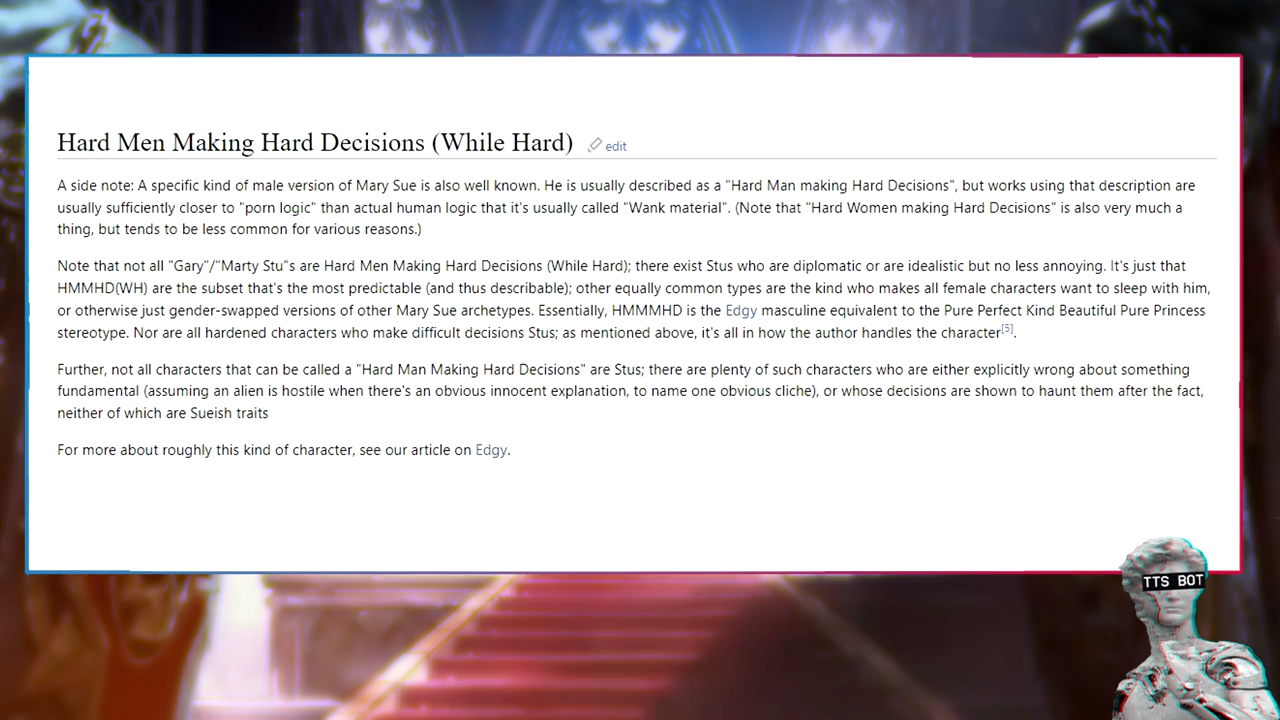 Hard Men Making Hard Decisions (While Hard) edit
A side note: A specific kind of male version of Mary Sue is also well known. He is usually described as a "Hard Man making Hard Decisions", but works using that description are
usually sufficiently closer to "porn logic" than actual human logic that it's usually called "Wank material". (Note that "Hard Women making Hard Decisions" is also very much a
thing, but tends to be less common for various reasons.)
Note that not all "Gary"/"Marty Stu"s are Hard Men Making Hard Decisions (While Hard); there exist Stus who are diplomatic or are idealistic but no less annoying. It's just that
HMMHD(WH) are the subset that's the most predictable (and thus describable); other equally common types are the kind who makes all female characters want to sleep with him,
or otherwise just gender-swapped versions of other Mary Sue archetypes. Essentially, HMMMHD is the Edgy masculine equivalent to the Pure Perfect Kind Beautiful Pure Princess
stereotype. Nor are all hardened characters who make difficult decisions Stus; as mentioned above, it's all in how the author handles the character[5].
Further, not all characters that can be called a "Hard Man Making Hard Decisions" are Stus; there are plenty of such characters who are either explicitly wrong about something
fundamental (assuming an alien is hostile when there's an obvious innocent explanation, to name one obvious cliche), or whose decisions are shown to haunt them after the fact,
neither of which are Sueish traits
For more about roughly this kind of character, see our article on Edgy.
TTS BOT